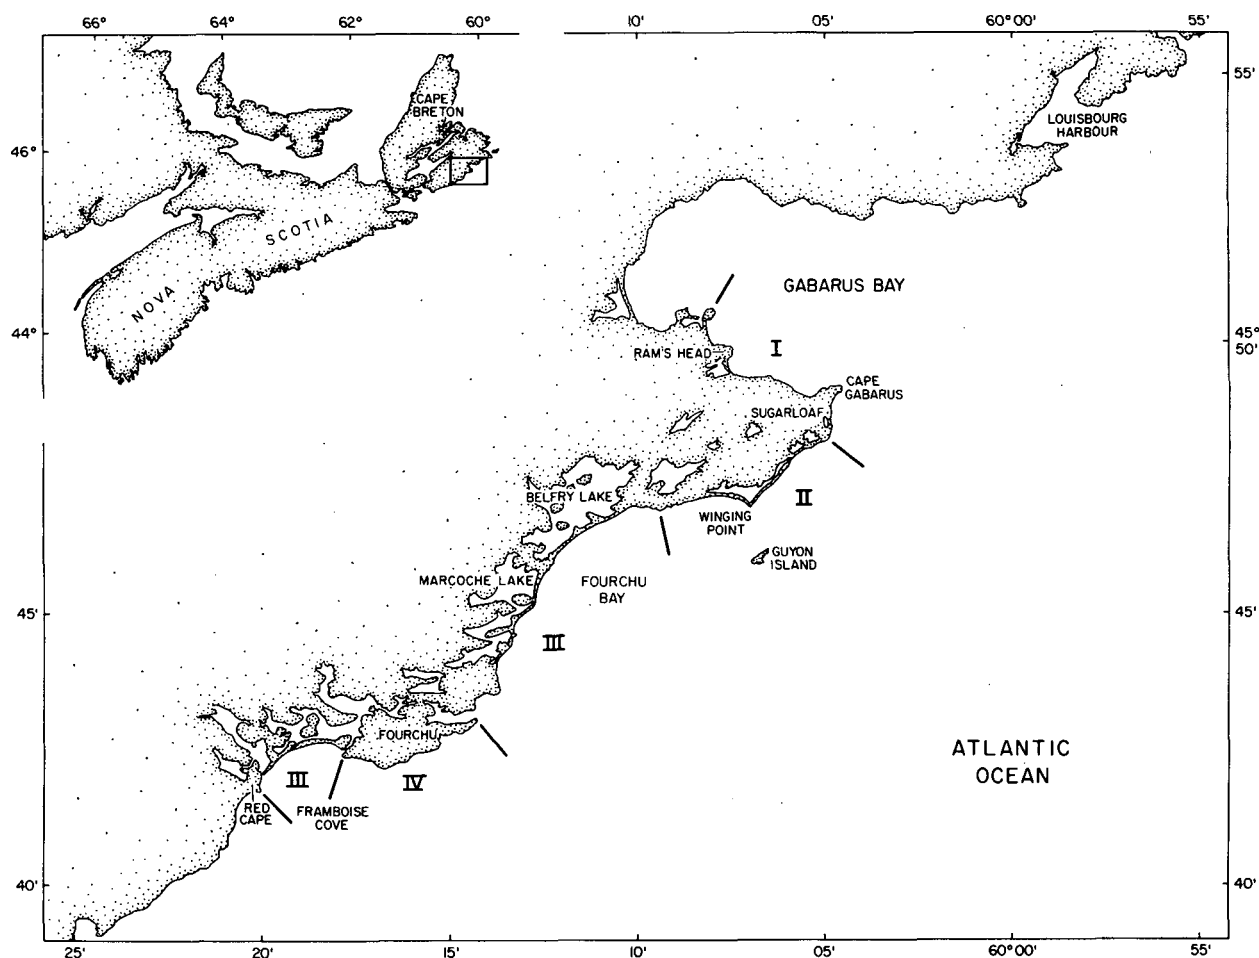 66° 64° 62° 60° 10' 05' 60° 00' 55'
CAPE
BRETON
46°
NOVA SCOTIA
44°
55'
LOUISBOURG
HARBOUR
GABARUS BAY
I
RAM'S HEAD
45°
50'
CAPE
GABARUS
SUGARLOAF
II
BELFRY LAKE
WINGING
POINT
GUYON
ISLAND
MARCOCHE LAKE
FOURCHU
BAY
45' 45'
III
FOURCHU
ATLANTIC
OCEAN
III
IV
RED
CAPE
FRAMBOISE
COVE
40' 40'
25' 20' 15' 10' 05' 60° 00' 55'